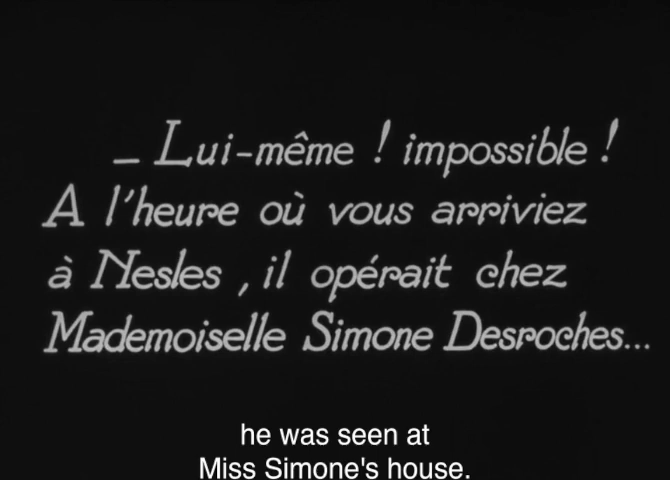 – Lui-même ! impossible !
A l'heure où vous arriviez
à Nesles , il opérait chez
Mademoiselle Simone Desroches...
he was seen at
Miss Simone's house.